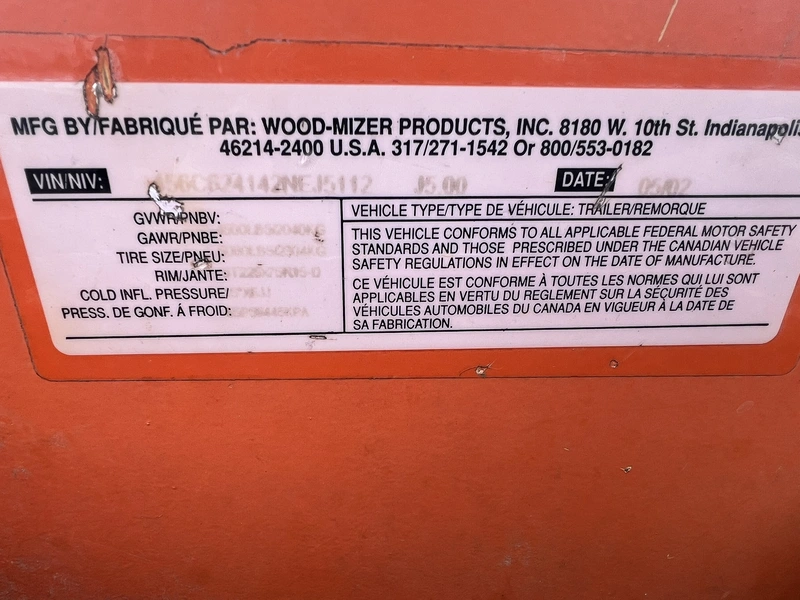 MFG BY/FABRIQUÉ PAR: WOOD-MIZER PRODUCTS, INC. 8180 W. 10th St. Indianapolis
46214-2400 U.S.A. 317/271-1542 Or 800/553-0182
VIN/NIV: J5.00 DATE: 05/02
GVWR/PNBV:
GAWR/PNBE:
TIRE SIZE/PNEU:
RIM/JANTE:
COLD INFL. PRESSURE/
PRESS. DE GONF. Á FROID:
VEHICLE TYPE/TYPE DE VÉHICULE: TRAILER/REMORQUE
THIS VEHICLE CONFORMS TO ALL APPLICABLE FEDERAL MOTOR SAFETY
STANDARDS AND THOSE PRESCRIBED UNDER THE CANADIAN VEHICLE
SAFETY REGULATIONS IN EFFECT ON THE DATE OF MANUFACTURE.
CE VÉHICULE EST CONFORME À TOUTES LES NORMES QUI LUI SONT
APPLICABLES EN VERTU DU REGLEMENT SUR LA SÉCURITÉ DES
VÉHICULES AUTOMOBILES DU CANADA EN VIGUEUR À LA DATE DE
SA FABRICATION.